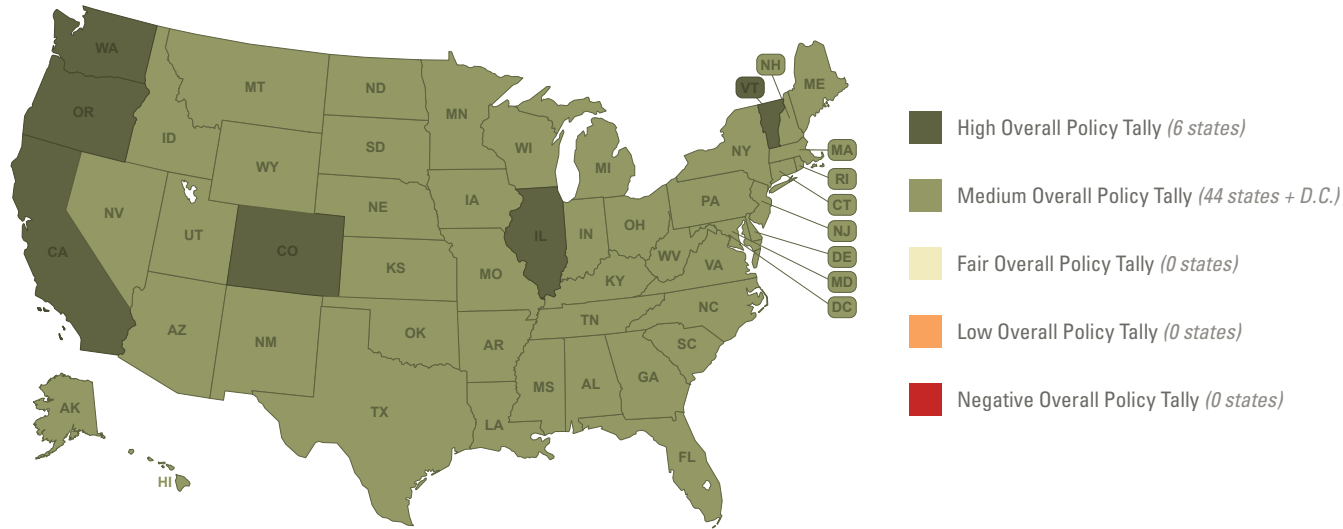 WA
OR
CA
ID
NV
MT
WY
UT
CO
AZ
NM
ND
SD
NE
KS
OK
TX
MN
IA
MO
AR
LA
WI
IL
MI
IN
OH
KY
TN
MS
AL
GA
FL
SC
NC
VA
WV
PA
NY
VT
NH
ME
MA
RI
CT
NJ
DE
MD
DC
AK
HI
High Overall Policy Tally (6 states)
Medium Overall Policy Tally (44 states + D.C.)
Fair Overall Policy Tally (0 states)
Low Overall Policy Tally (0 states)
Negative Overall Policy Tally (0 states)